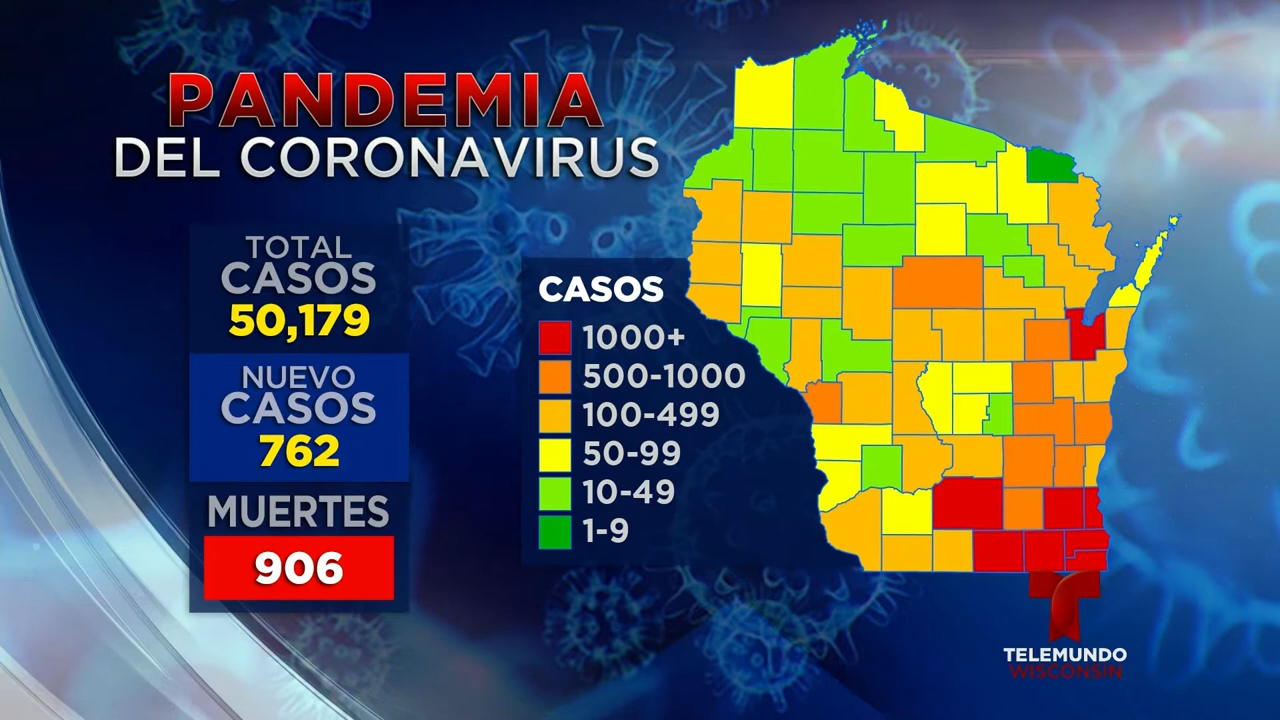 PANDEMIA
DEL CORONAVIRUS
TOTAL
CASOS
50,179
NUEVO
CASOS
762
MUERTES
906
CASOS
1000+
500-1000
100-499
50-99
10-49
1-9
TELEMUNDO
WISCONSIN